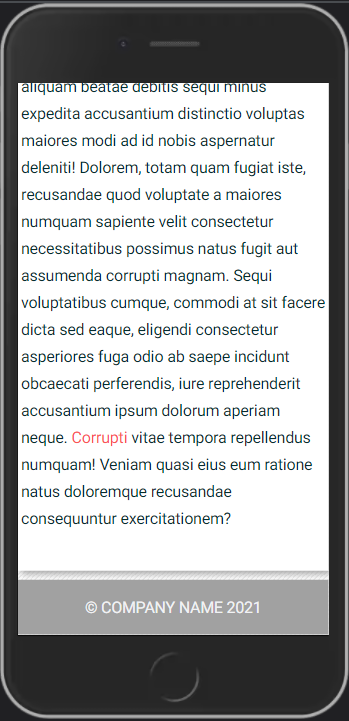 aliquam beatae debitis sequi minus
expedita accusantium distinctio voluptas
maiores modi ad id nobis aspernatur
deleniti! Dolorem, totam quam fugiat iste,
recusandae quod voluptate a maiores
numquam sapiente velit consectetur
necessitatibus possimus natus fugit aut
assumenda corrupti magnam. Sequi
voluptatibus cumque, commodi at sit facere
dicta sed eaque, eligendi consectetur
asperiores fuga odio ab saepe incidunt
obcaecati perferendis, iure reprehenderit
accusantium ipsum dolorum aperiam
neque. Corrupti vitae tempora repellendus
numquam! Veniam quasi eius eum ratione
natus doloremque recusandae
consequuntur exercitationem?
© COMPANY NAME 2021